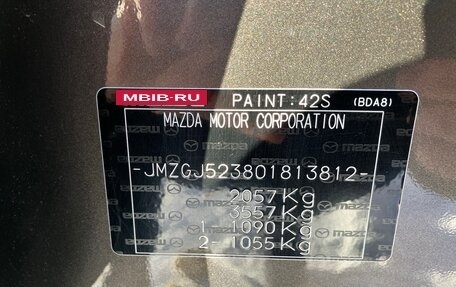 MBIB-RU PAINT:42S (BDA8)
MAZDA MOTOR CORPORATION
-JMZGJ523801813812-
2057Kg
3557Kg
1-1090Kg
2-1055Kg